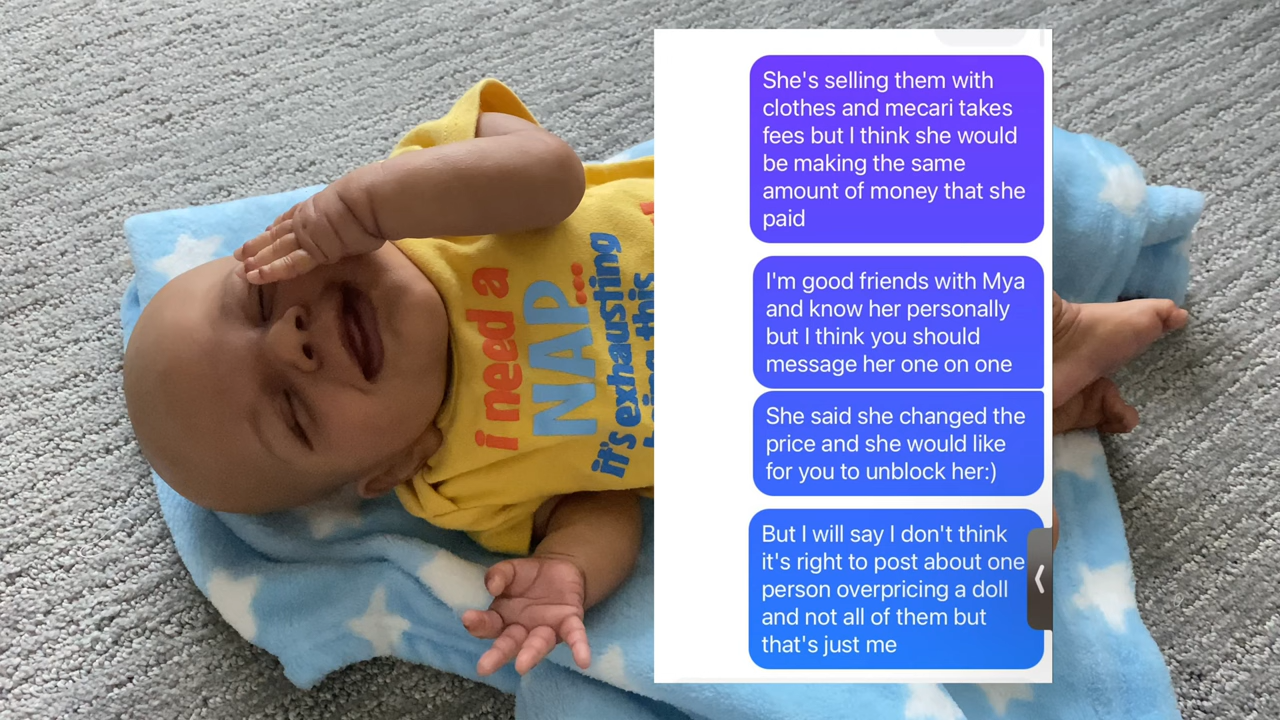 i need a
NAP...
it's exhausting
She's selling them with
clothes and mecari takes
fees but I think she would
be making the same
amount of money that she
paid
I'm good friends with Mya
and know her personally
but I think you should
message her one on one
She said she changed the
price and she would like
for you to unblock her:)
But I will say I don't think
it's right to post about one
person overpricing a doll
and not all of them but
that's just me